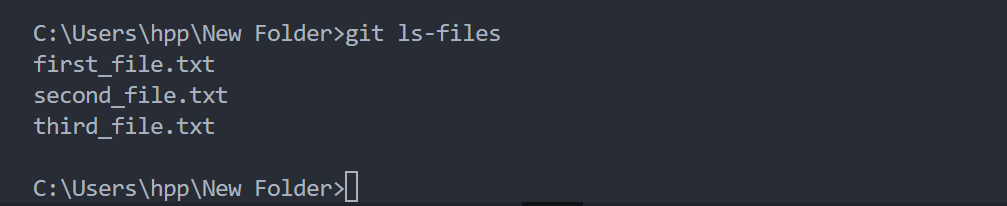 C:\Users\hpp\New Folder>git ls-files
first_file.txt
second_file.txt
third_file.txt
C:\Users\hpp\New Folder>